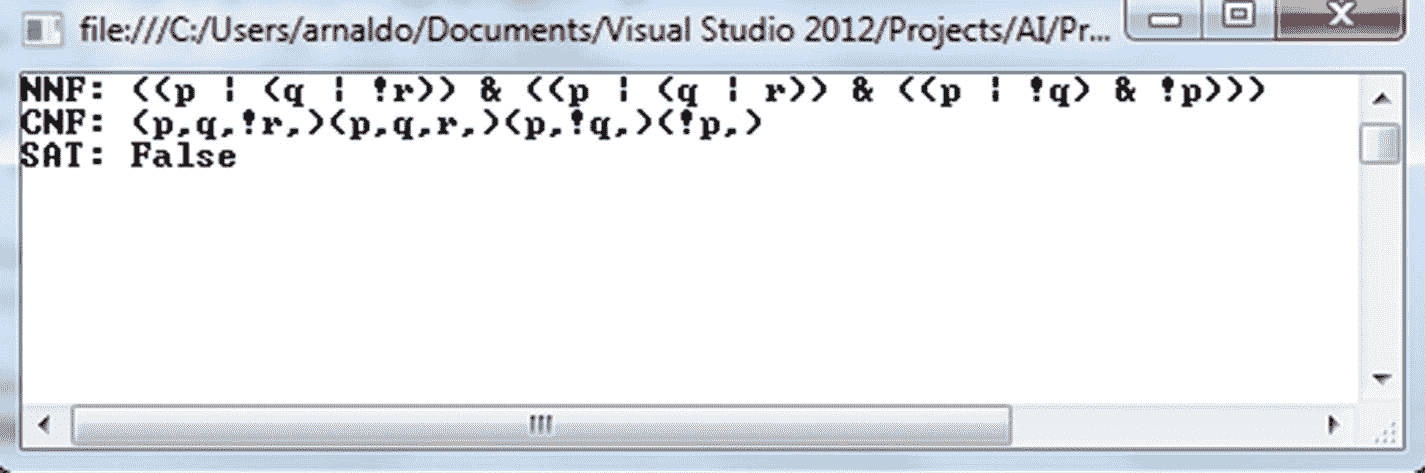 file:///C:/Users/arnaldo/Documents/Visual Studio 2012/Projects/AI/Pr...
NNF: ((p | (q | !r)) & ((p | (q | r)) & ((p | !q) & !p)))
CNF: (p,q,!r,)(p,q,r,)(p,!q,)(!p,)
SAT: False